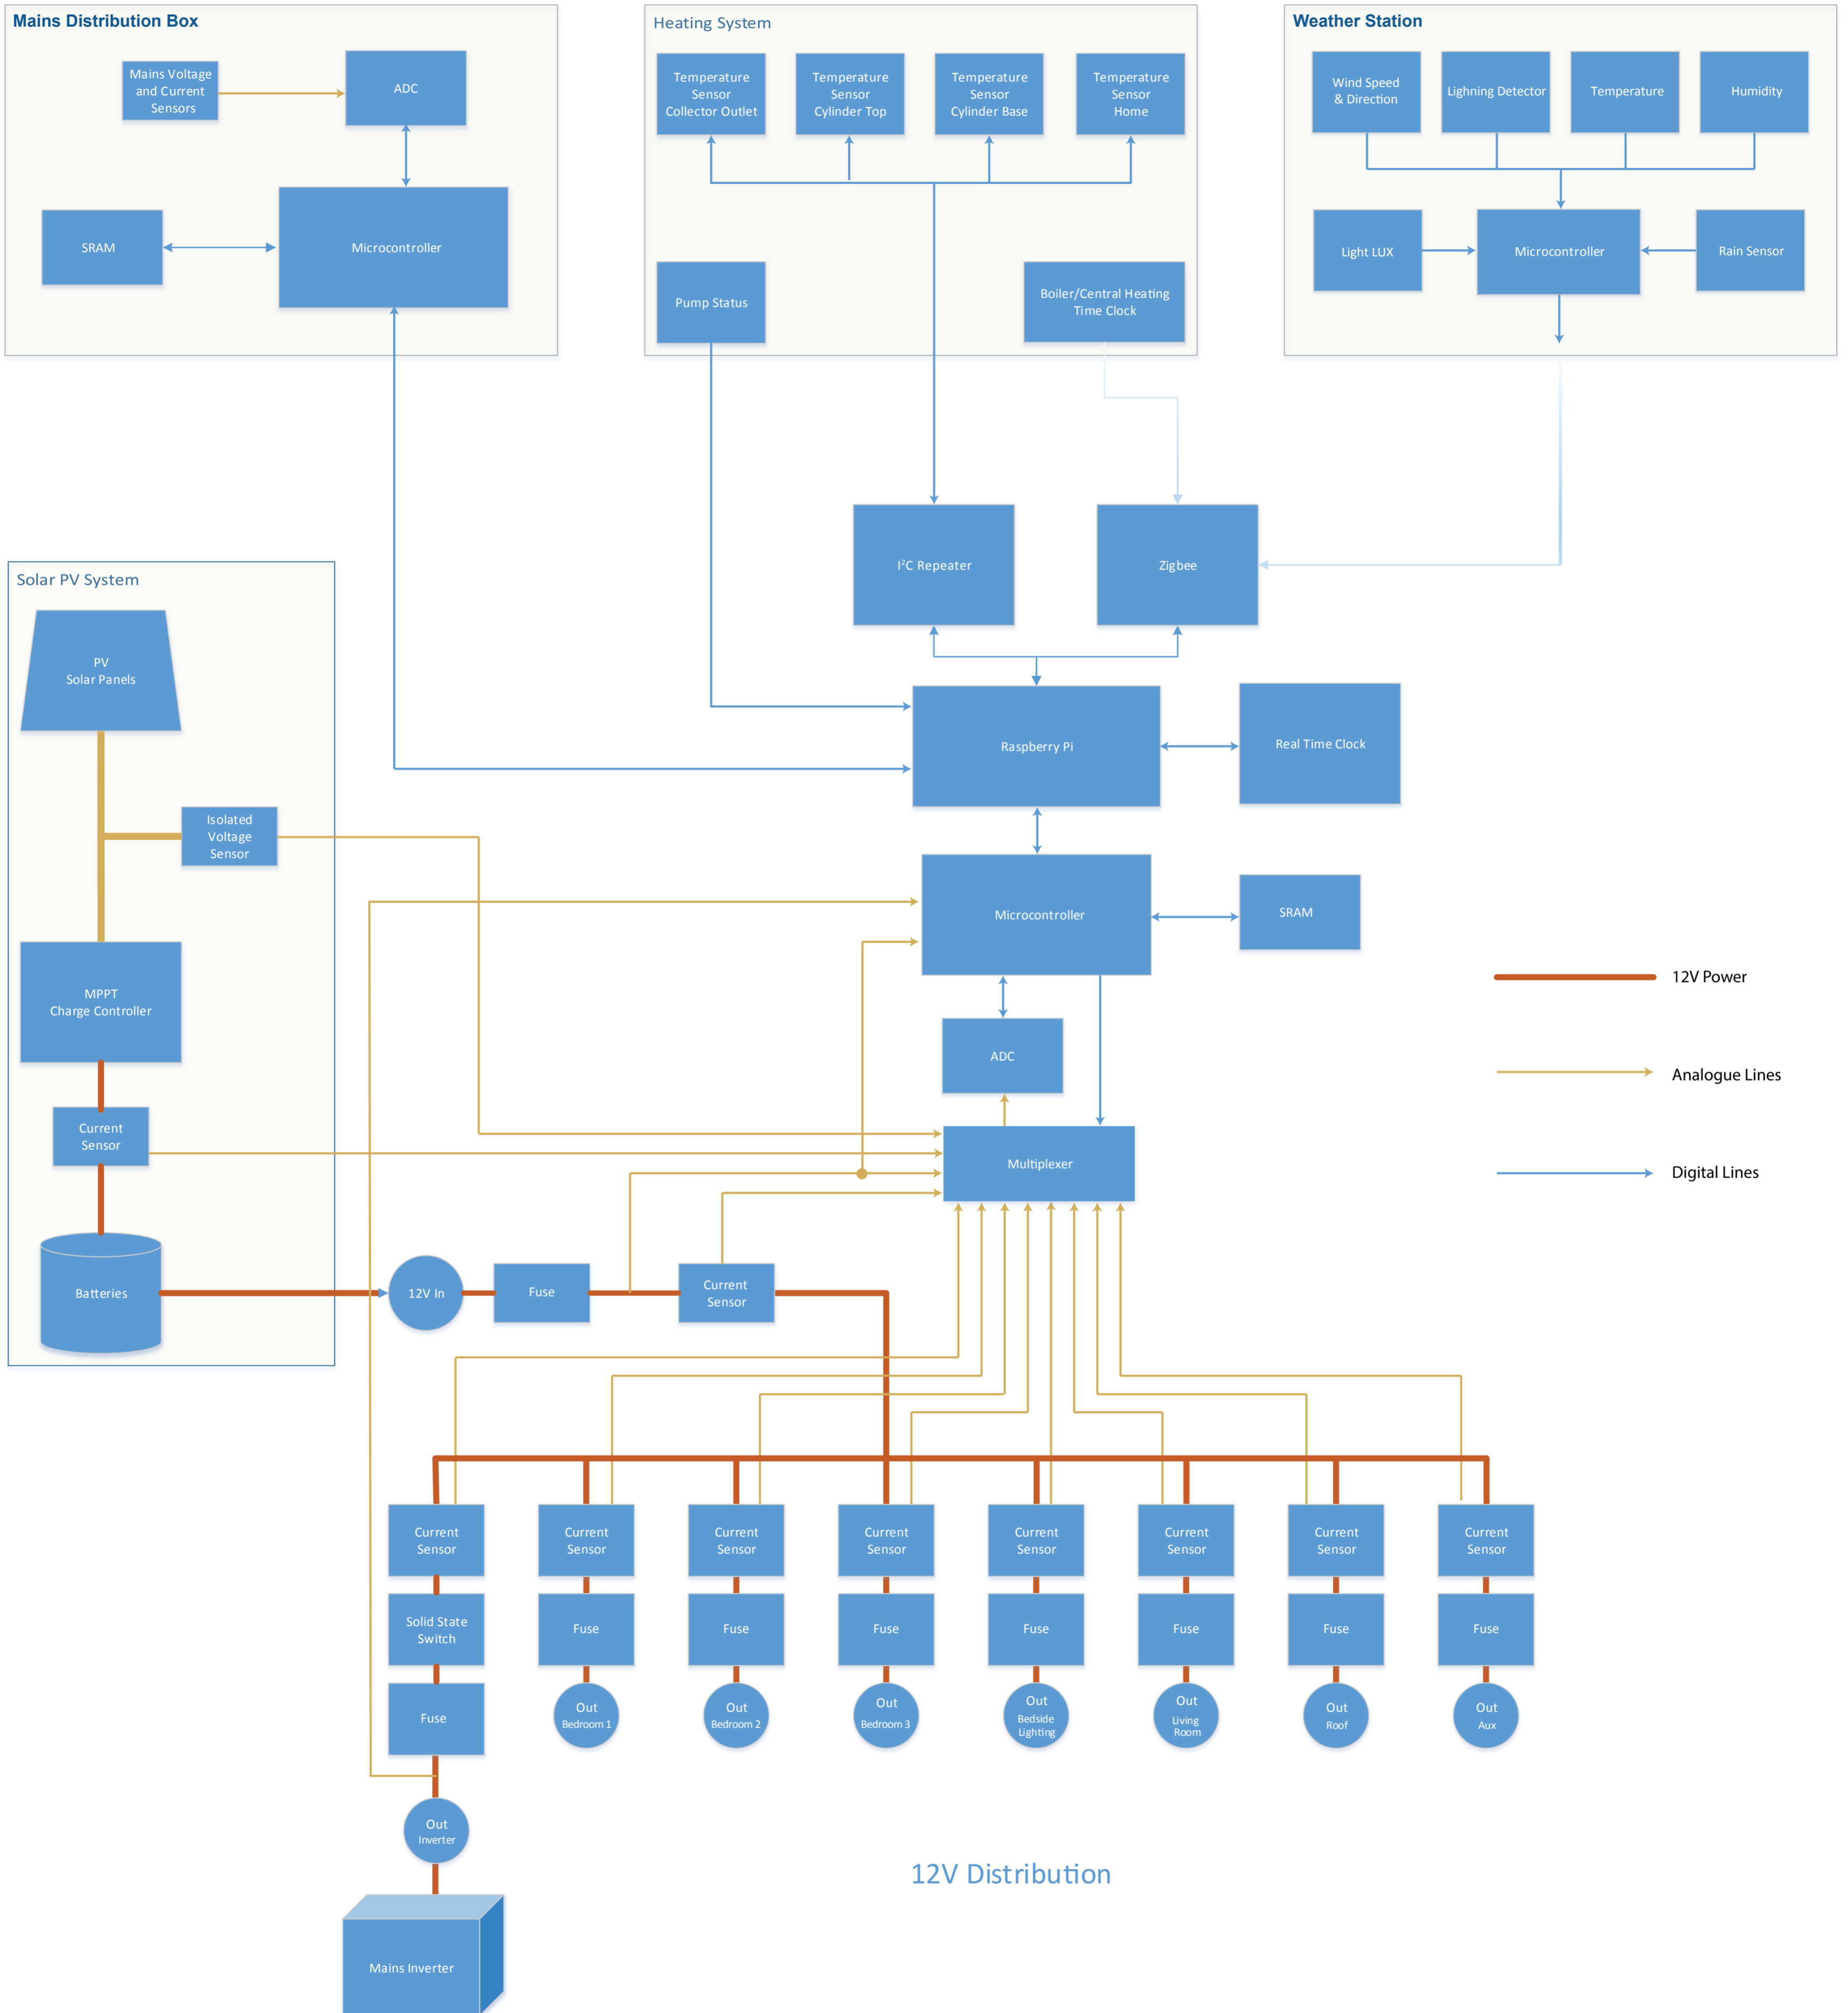 Mains Distribution Box
Mains Voltage
and Current
Sensors
ADC
SRAM
Microcontroller
Heating System
Temperature
Sensor
Collector Outlet
Temperature
Sensor
Cylinder Top
Temperature
Sensor
Cylinder Base
Temperature
Sensor
Home
Pump Status
Boiler/Central Heating
Time Clock
Weather Station
Wind Speed
& Direction
Lighning Detector
Temperature
Humidity
Light LUX
Microcontroller
Rain Sensor
I²C Repeater
Zigbee
Solar PV System
PV
Solar Panels
Isolated
Voltage
Sensor
MPPT
Charge Controller
Current
Sensor
Batteries
Raspberry Pi
Real Time Clock
Microcontroller
SRAM
ADC
Multiplexer
12V Power
Analogue Lines
Digital Lines
12V In
Fuse
Current
Sensor
Current
Sensor
Current
Sensor
Current
Sensor
Current
Sensor
Current
Sensor
Current
Sensor
Current
Sensor
Current
Sensor
Solid State
Switch
Fuse
Fuse
Fuse
Fuse
Fuse
Fuse
Fuse
Fuse
Out
Bedroom 1
Out
Bedroom 2
Out
Bedroom 3
Out
Bedside
Lighting
Out
Living
Room
Out
Roof
Out
Aux
Out
Inverter
12V Distribution
Mains Inverter